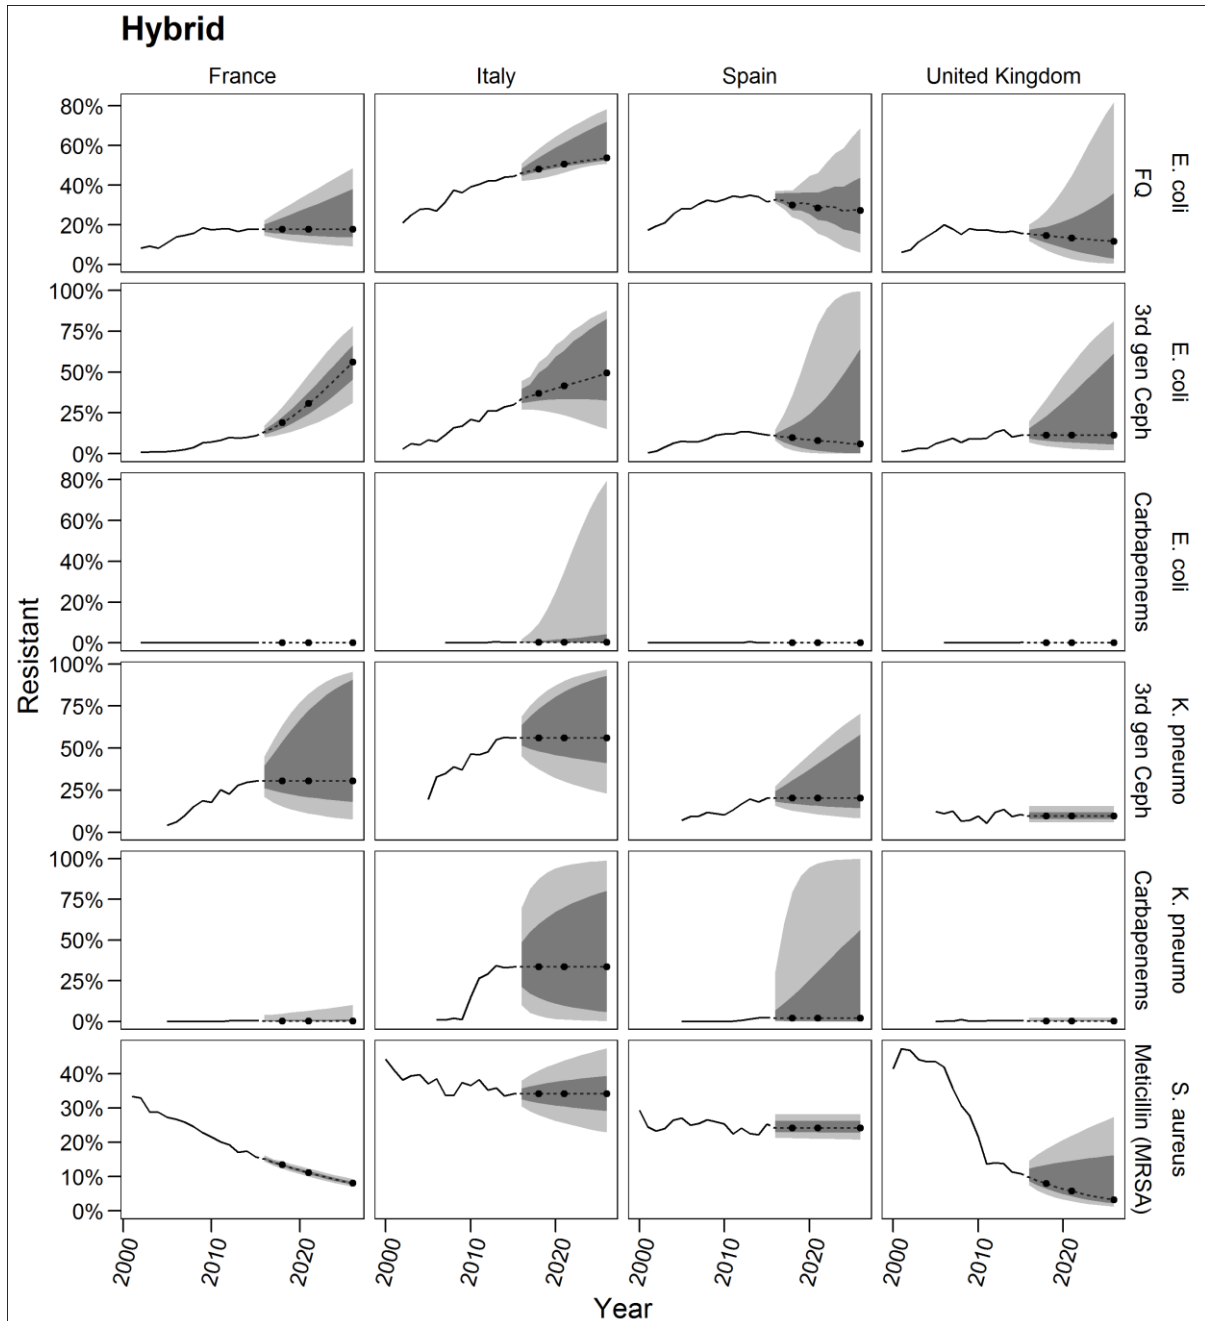 Hybrid
France Italy Spain United Kingdom
80%
60%
40%
20%
0%
E. coli
FQ
100%
75%
50%
25%
0%
E. coli
3rd gen Ceph
80%
60%
40%
20%
0%
E. coli
Carbapenems
100%
75%
50%
25%
0%
K. pneumo
3rd gen Ceph
100%
75%
50%
25%
0%
K. pneumo
Carbapenems
40%
30%
20%
10%
0%
S. aureus
Meticillin (MRSA)
Resistant
2000 2010 2020 2000 2010 2020 2000 2010 2020 2000 2010 2020
Year